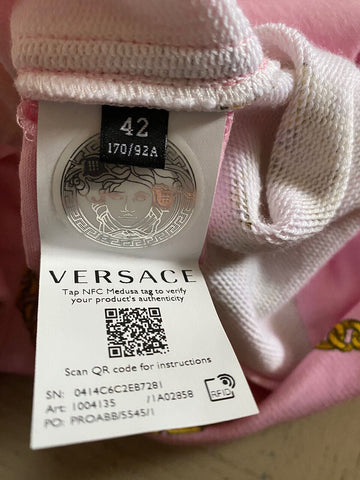 42
170/92A
VERSACE
Tap NFC Medusa tag to verify
your product's authenticity
Scan QR code for instructions
SN: 0414C6C2EB7281
Art: 1004135 /1A02858
PO: PROABB/5545/1
RFID